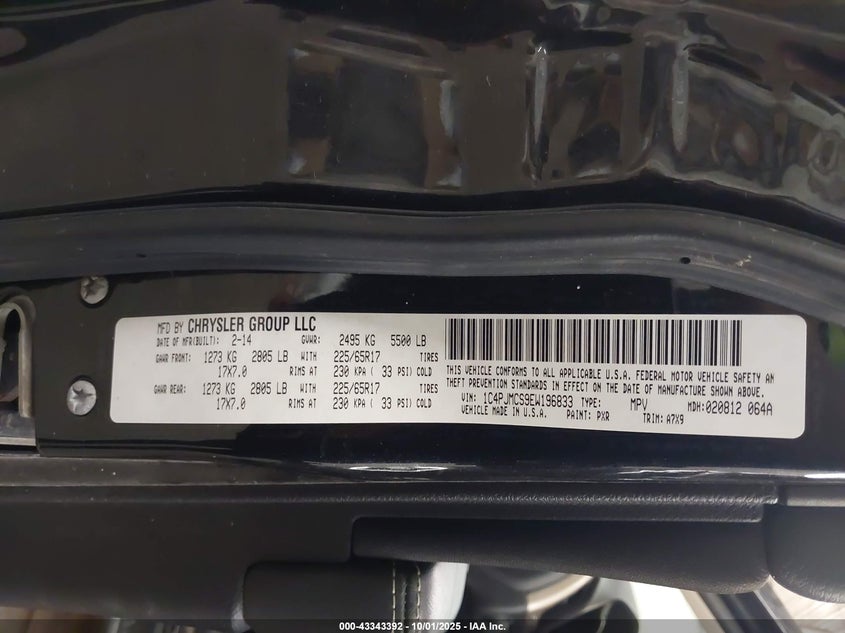 MFD BY CHRYSLER GROUP LLC
DATE OF MFR(BUILT): 2-14 GVWR: 2495 KG 5500 LB
GAWR FRONT: 1273 KG 2805 LB WITH 225/65R17 TIRES
17X7.0 RIMS AT 230 KPA ( 33 PSI) COLD
GAWR REAR: 1273 KG 2805 LB WITH 225/65R17 TIRES
17X7.0 RIMS AT 230 KPA ( 33 PSI) COLD
THIS VEHICLE CONFORMS TO ALL APPLICABLE U.S.A. FEDERAL MOTOR VEHICLE SAFETY AN
THEFT PREVENTION STANDARDS IN EFFECT ON THE DATE OF MANUFACTURE SHOWN ABOVE.
VIN: 1C4PJMCS9EW196833 TYPE: MPV MDH:020812 064A
VEHICLE MADE IN U.S.A. PAINT: PXR TRIM: A7X9
000-43343392 - 10/01/2025 - IAA Inc.